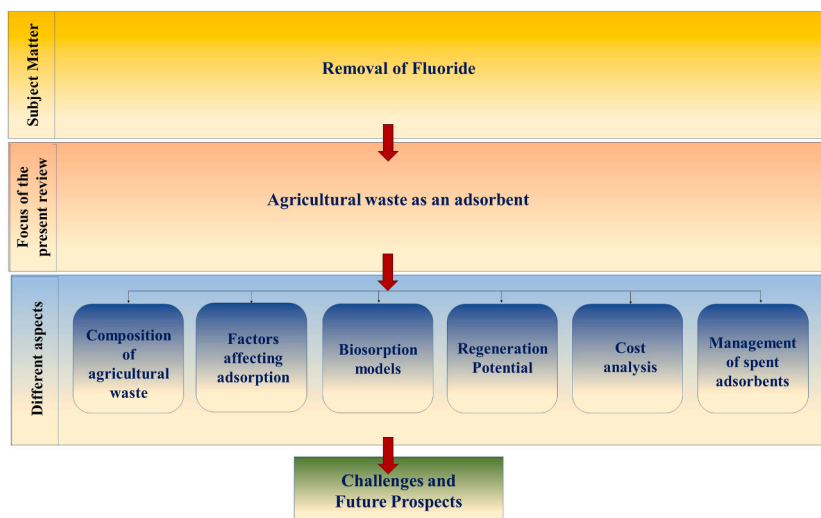 Subject Matter
Removal of Fluoride
Focus of the
present review
Agricultural waste as an adsorbent
Different aspects
Composition
of
agricultural
waste
Factors
affecting
adsorption
Biosorption
models
Regeneration
Potential
Cost
analysis
Management
of spent
adsorbents
Challenges and
Future Prospects